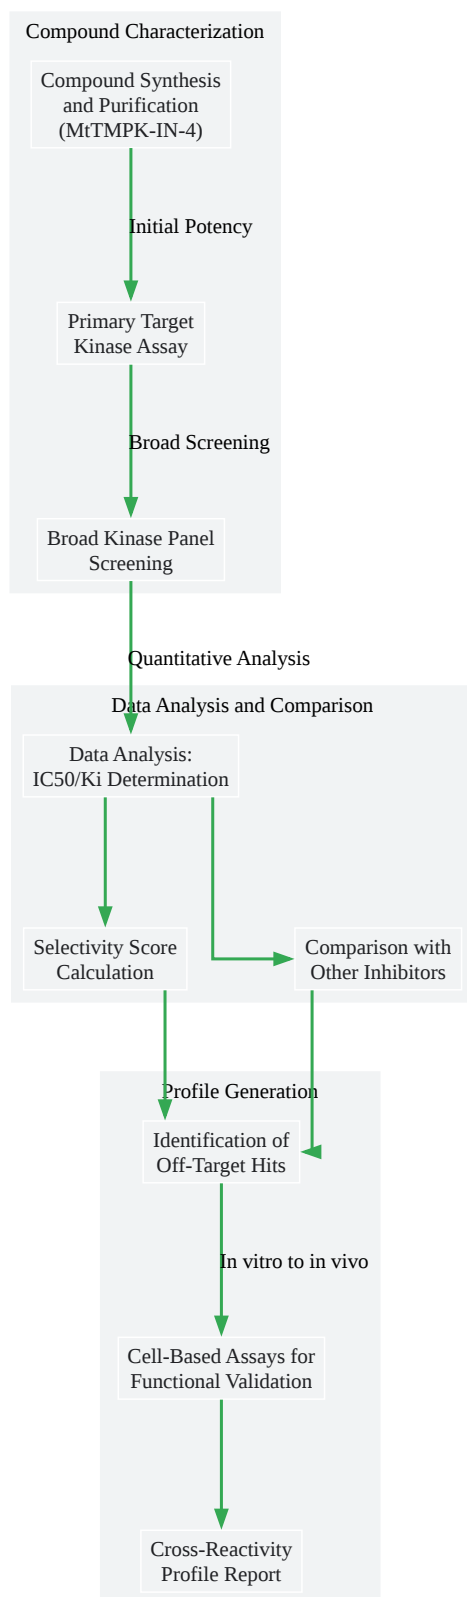 Compound Characterization
Compound Synthesis
and Purification
(MtTMPK-IN-4)
Initial Potency
Primary Target
Kinase Assay
Broad Screening
Broad Kinase Panel
Screening
Quantitative Analysis
Data Analysis and Comparison
Data Analysis:
IC50/Ki Determination
Selectivity Score
Calculation
Comparison with
Other Inhibitors
Profile Generation
Identification of
Off-Target Hits
In vitro to in vivo
Cell-Based Assays for
Functional Validation
Cross-Reactivity
Profile Report